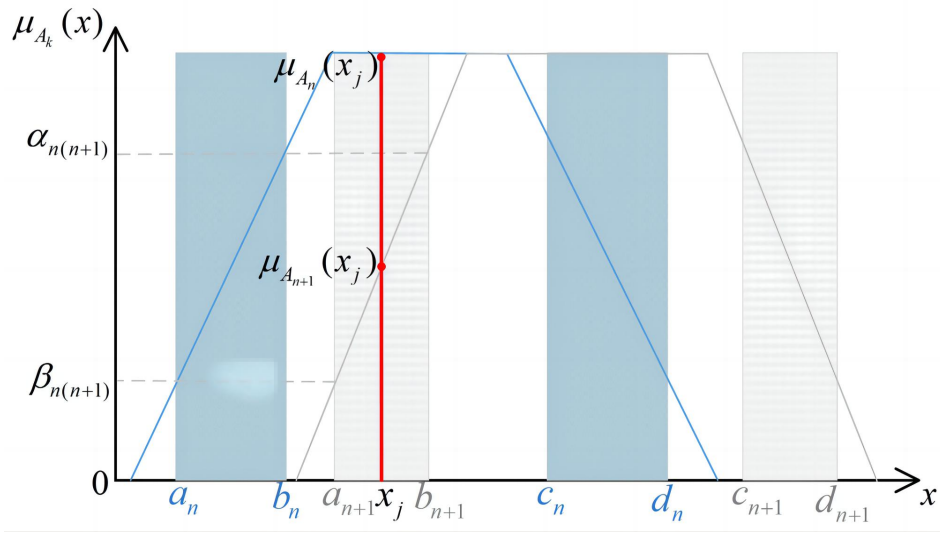 μ_{A_k}(x)
μ_{A_n}(x_j)
α_{n(n+1)}
μ_{A_{n+1}}(x_j)
β_{n(n+1)}
0
a_n b_n a_{n+1} x_j b_{n+1} c_n d_n c_{n+1} d_{n+1} x